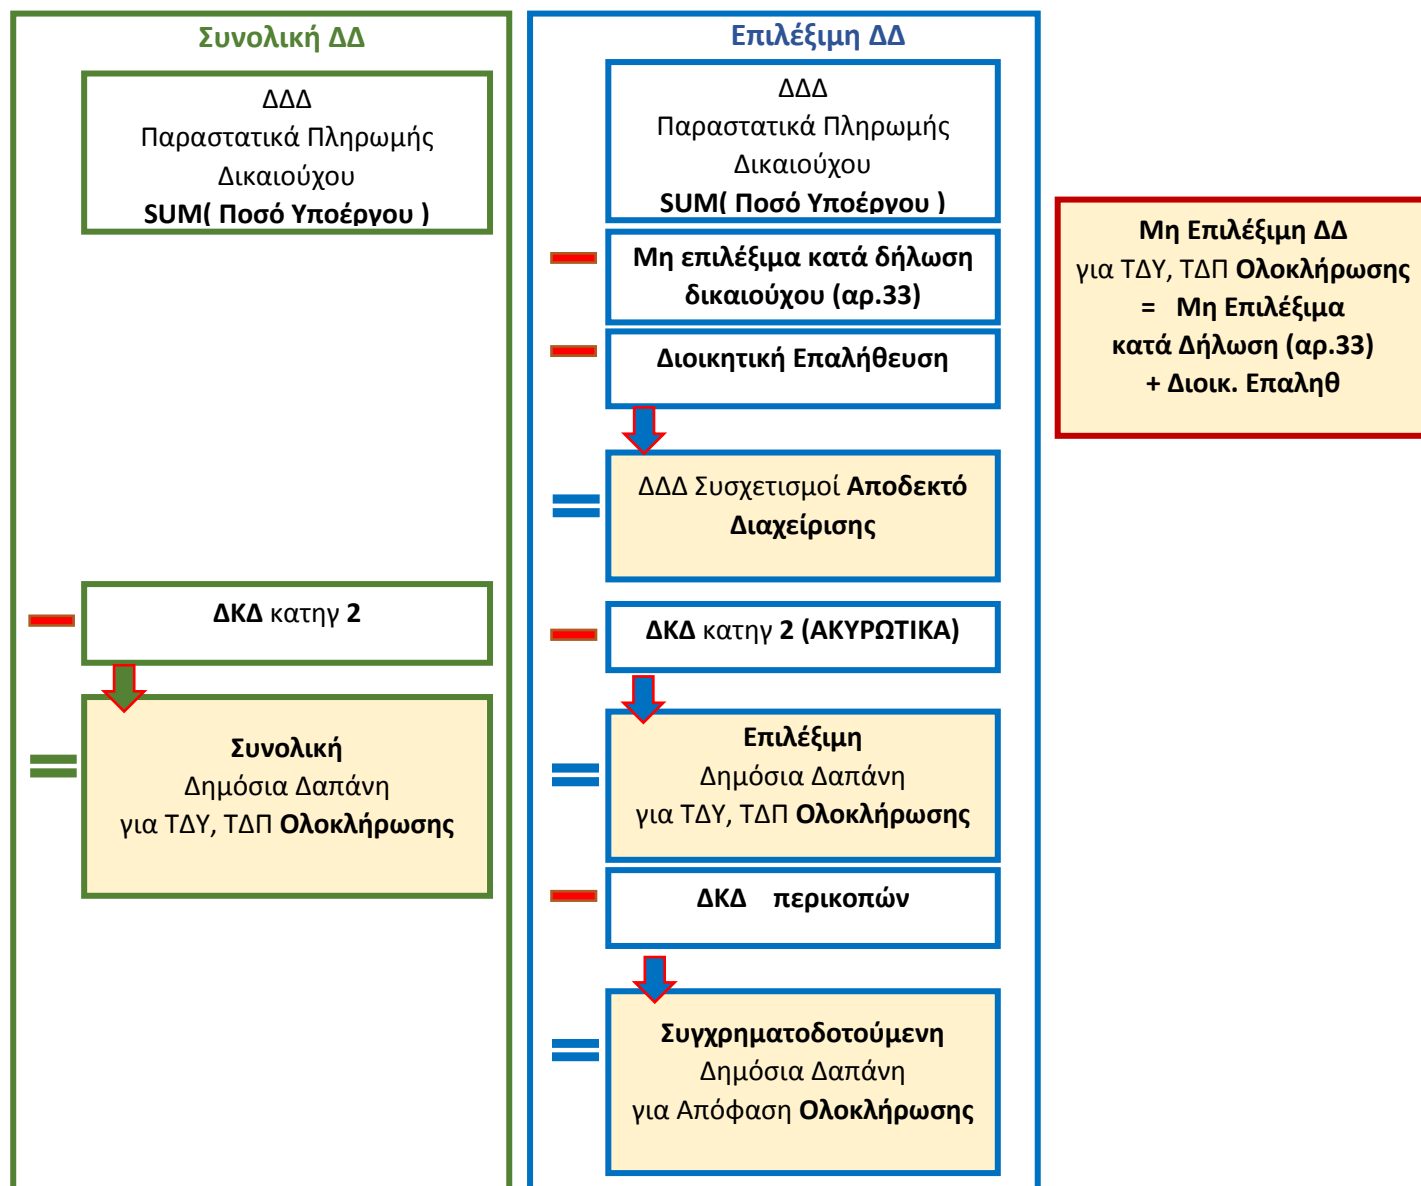 Συνολική ΔΔ
ΔΔΔ
Παραστατικά Πληρωμής
Δικαιούχου
SUM( Ποσό Υποέργου )
ΔΚΔ κατηγ 2
Συνολική
Δημόσια Δαπάνη
για ΤΔΥ, ΤΔΠ Ολοκλήρωσης
Επιλέξιμη ΔΔ
ΔΔΔ
Παραστατικά Πληρωμής
Δικαιούχου
SUM( Ποσό Υποέργου )
Μη επιλέξιμα κατά δήλωση
δικαιούχου (αρ.33)
Διοικητική Επαλήθευση
ΔΔΔ Συσχετισμοί Αποδεκτό
Διαχείρισης
ΔΚΔ κατηγ 2 (ΑΚΥΡΩΤΙΚΑ)
Επιλέξιμη
Δημόσια Δαπάνη
για ΤΔΥ, ΤΔΠ Ολοκλήρωσης
ΔΚΔ περικοπών
Συγχρηματοδοτούμενη
Δημόσια Δαπάνη
για Απόφαση Ολοκλήρωσης
Μη Επιλέξιμη ΔΔ
για ΤΔΥ, ΤΔΠ Ολοκλήρωσης
= Μη Επιλέξιμα
κατά Δήλωση (αρ.33)
+ Διοικ. Επαληθ